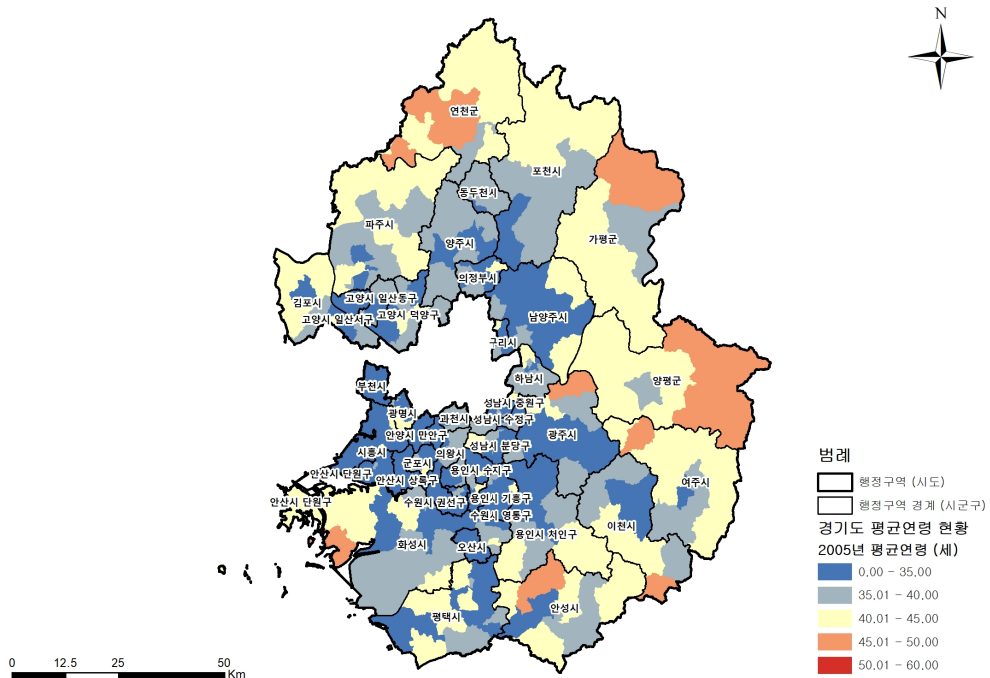 N
연천군
포천시
동두천시
파주시
가평군
양주시
의정부시
김포시
고양시 일산동구
고양시 일산서구
고양시 덕양구
남양주시
구리시
하남시
양평군
부천시
광명시
성남시 중원구
과천시
성남시 수정구
안양시 만안구
광주시
시흥시
의왕시
성남시 분당구
군포시
안산시 단원구
안산시 상록구
용인시 수지구
여주시
안산시 단원구
수원시 권선구
용인시 기흥구
수원시 영통구
이천시
용인시 처인구
화성시
오산시
평택시
안성시
범례
행정구역 (시도)
행정구역 경계 (시군구)
경기도 평균연령 현황
2005년 평균연령 (세)
0.00 - 35.00
35.01 - 40.00
40.01 - 45.00
45.01 - 50.00
50.01 - 60.00
0 12.5 25 50
Km